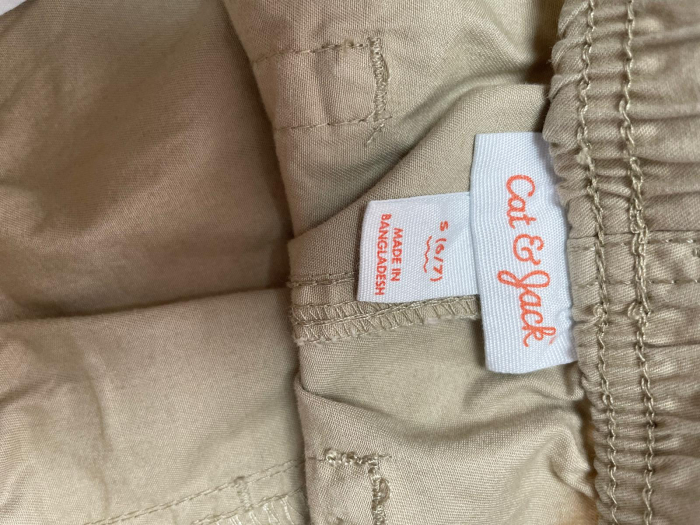 Cat & Jack
S (6/7)
MADE IN
BANGLADESH